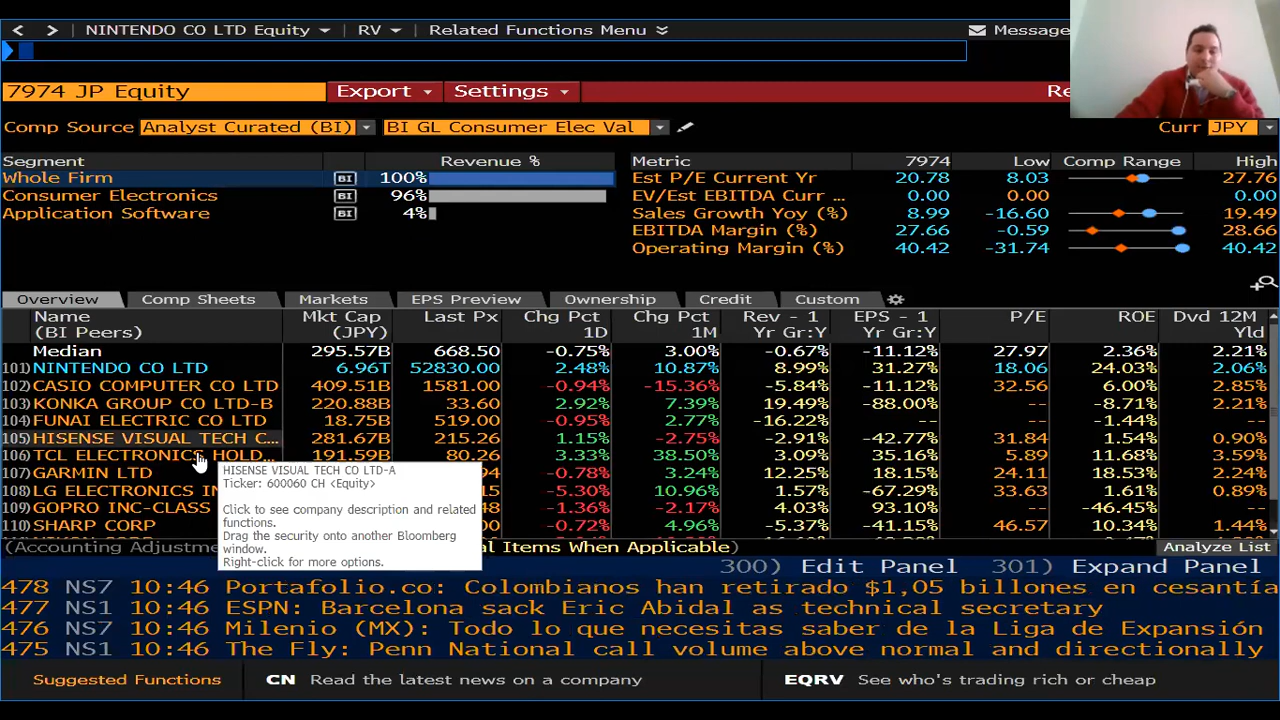 < > NINTENDO CO LTD Equity RV Related Functions Menu Message
7974 JP Equity Export Settings
Comp Source Analyst Curated (BI) BI GL Consumer Elec Val Curr JPY
Segment Revenue % Metric 7974 Low Comp Range High
Whole Firm BI 100% Est P/E Current Yr 20.78 8.03 27.76
Consumer Electronics BI 96% EV/Est EBITDA Curr ... 0.00 0.00 0.00
Application Software BI 4% Sales Growth Yoy (%) 8.99 -16.60 19.49
EBITDA Margin (%) 27.66 -0.59 28.66
Operating Margin (%) 40.42 -31.74 40.42
Overview Comp Sheets Markets EPS Preview Ownership Credit Custom
Name Mkt Cap Last Px Chg Pct Chg Pct Rev - 1 EPS - 1 P/E ROE Dvd 12M
(BI Peers) (JPY) 1D 1M Yr Gr:Y Yr Gr:Y Yld
Median 295.57B 668.50 -0.75% 3.00% -0.67% -11.12% 27.97 2.36% 2.21%
101) NINTENDO CO LTD 6.96T 52830.00 2.48% 10.87% 8.99% 31.27% 18.06 24.03% 2.06%
102) CASIO COMPUTER CO LTD 409.51B 1581.00 -0.94% -15.36% -5.84% -11.12% 32.56 6.00% 2.85%
103) KONKA GROUP CO LTD-B 220.88B 33.60 2.92% 7.39% 19.49% -88.00% -- -8.71% 2.21%
104) FUNAI ELECTRIC CO LTD 18.75B 519.00 -0.95% 2.77% -16.22% -- -- -1.44% --
105) HISENSE VISUAL TECH C... 281.67B 215.26 1.15% -2.75% -2.91% -42.77% 31.84 1.54% 0.90%
106) TCL ELECTRONICS HOLD... 191.59B 80.26 3.33% 38.50% 3.09% 35.16% 5.89 11.68% 3.59%
107) GARMIN LTD -0.78% 3.24% 12.25% 7.41% 24.11 18.53% 2.24%
108) LG ELECTRONICS IN -5.30% 10.96% -0.07% -67.29% 33.63 1.61% 0.89%
109) GOPRO INC-CLASS -1.36% -2.17% 4.03% 93.10% -- -46.45% --
110) SHARP CORP -0.72% 4.96% -5.37% -41.15% 46.57 10.34% 1.44%
HISENSE VISUAL TECH CO LTD-A
Ticker: 600060 CH <Equity>
Click to see company description and related
functions.
Drag the security onto another Bloomberg
window.
Right-click for more options.
(Accounting Adjustme l Items When Applicable) Analyze List
300) Edit Panel 301) Expand Panel
478 NS7 10:46 Portafolio.co: Colombianos han retirado $1,05 billones en cesantía
477 NS1 10:46 ESPN: Barcelona sack Eric Abidal as technical secretary
476 NS7 10:46 Milenio (MX): Todo lo que necesitas saber de la Liga de Expansión
475 NS1 10:46 The Fly: Penn National call volume above normal and directionally
Suggested Functions CN Read the latest news on a company EQRV See who's trading rich or cheap